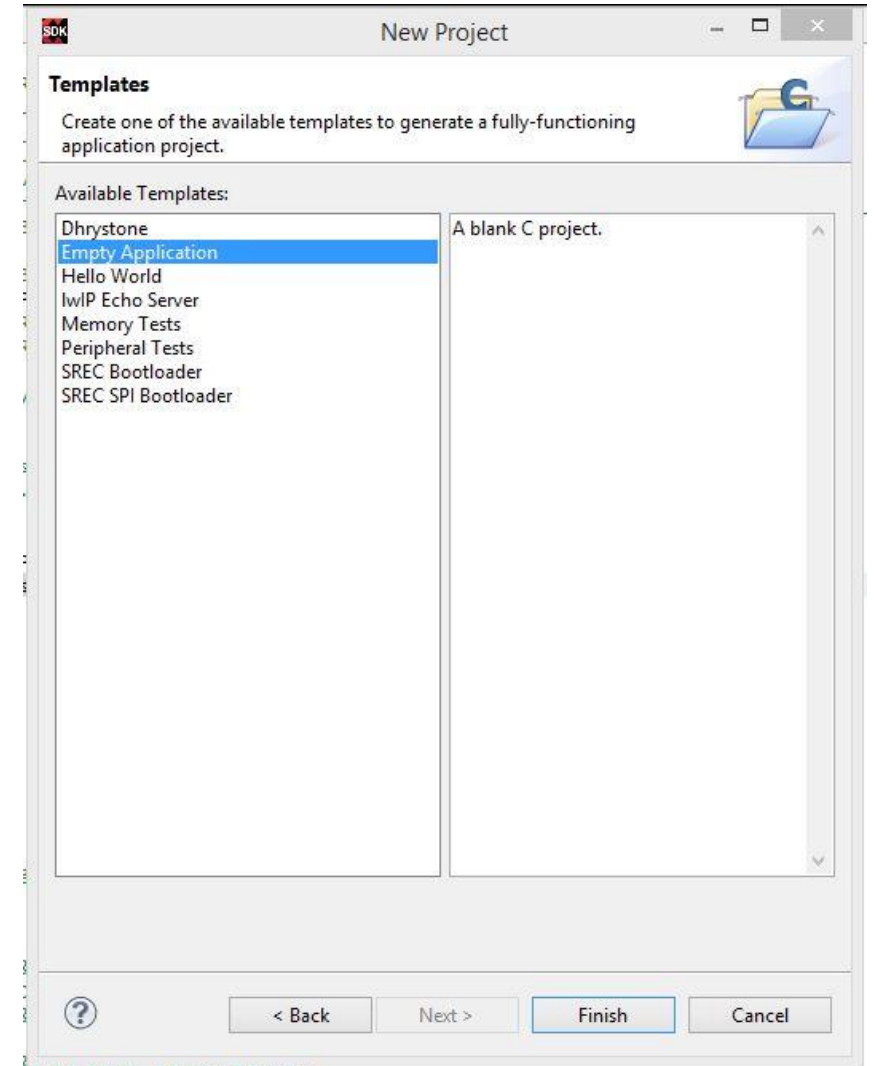 SDK
New Project
Templates
Create one of the available templates to generate a fully-functioning
application project.
Available Templates:
Dhrystone
Empty Application
Hello World
lwIP Echo Server
Memory Tests
Peripheral Tests
SREC Bootloader
SREC SPI Bootloader
A blank C project.
< Back
Next >
Finish
Cancel